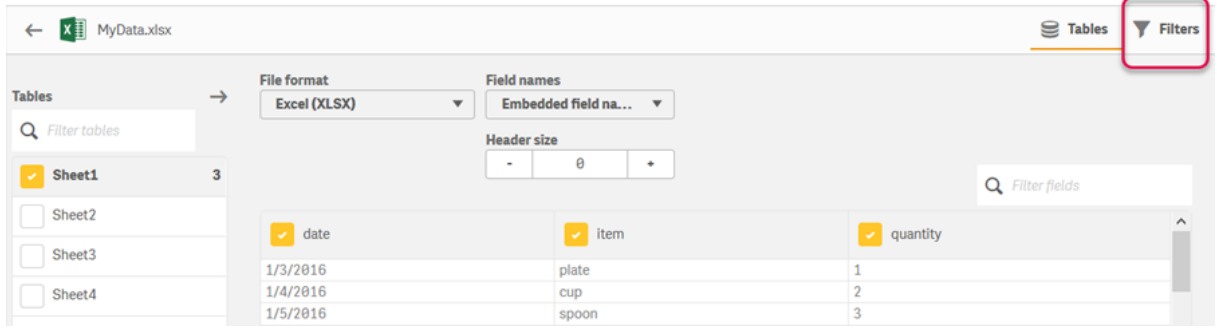 MyData.xlsx
Tables
Filters
Tables
Filter tables
Sheet1 3
Sheet2
Sheet3
Sheet4
File format
Excel (XLSX)
Field names
Embedded field na...
Header size
- 0 +
Filter fields
date item quantity
1/3/2016 plate 1
1/4/2016 cup 2
1/5/2016 spoon 3